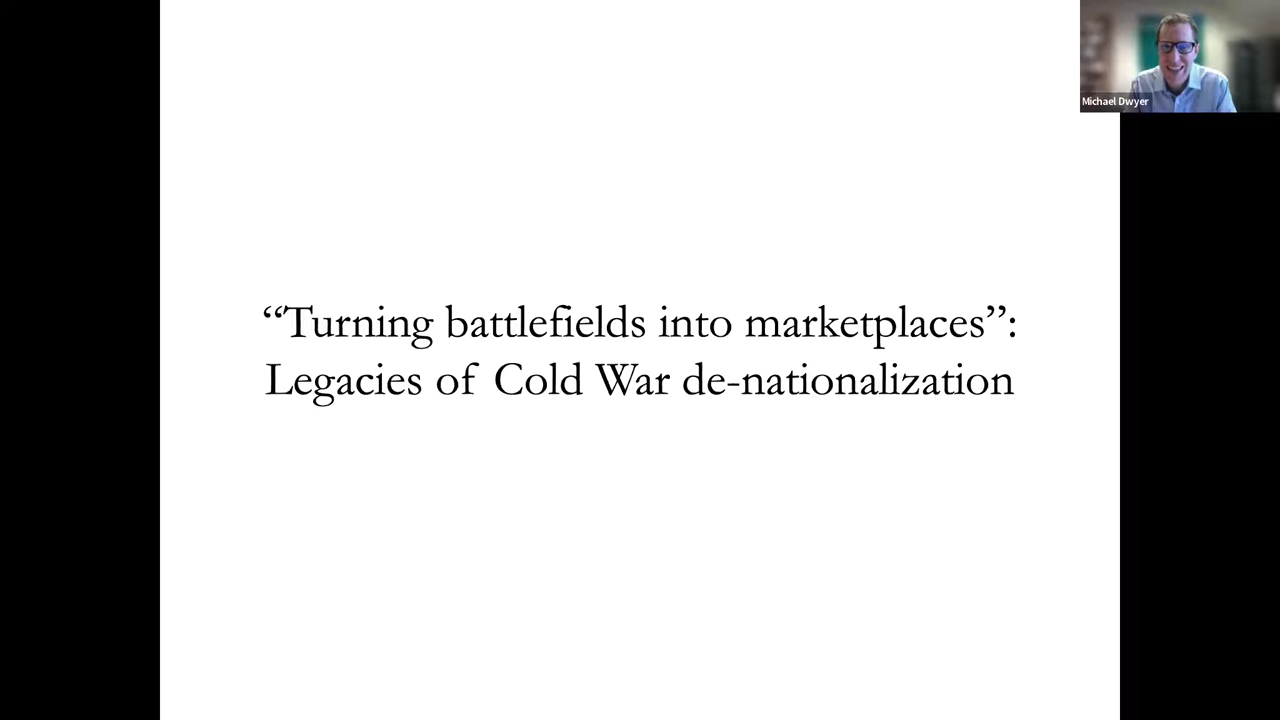 “Turning battlefields into marketplaces”:
Legacies of Cold War de-nationalization
Michael Dwyer